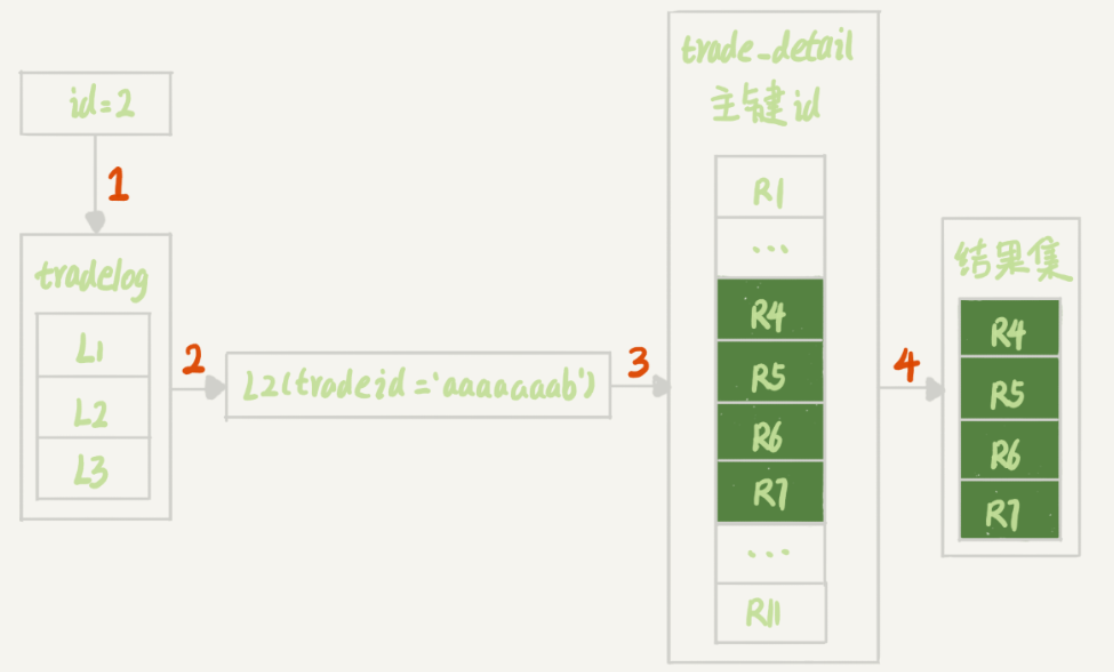 id=2
1
tradelog
L1
L2
L3
2
L2(tradeid='aaaaaaab')
3
trade_detail
主键id
R1
...
R4
R5
R6
R7
...
R11
4
结果集
R4
R5
R6
R7